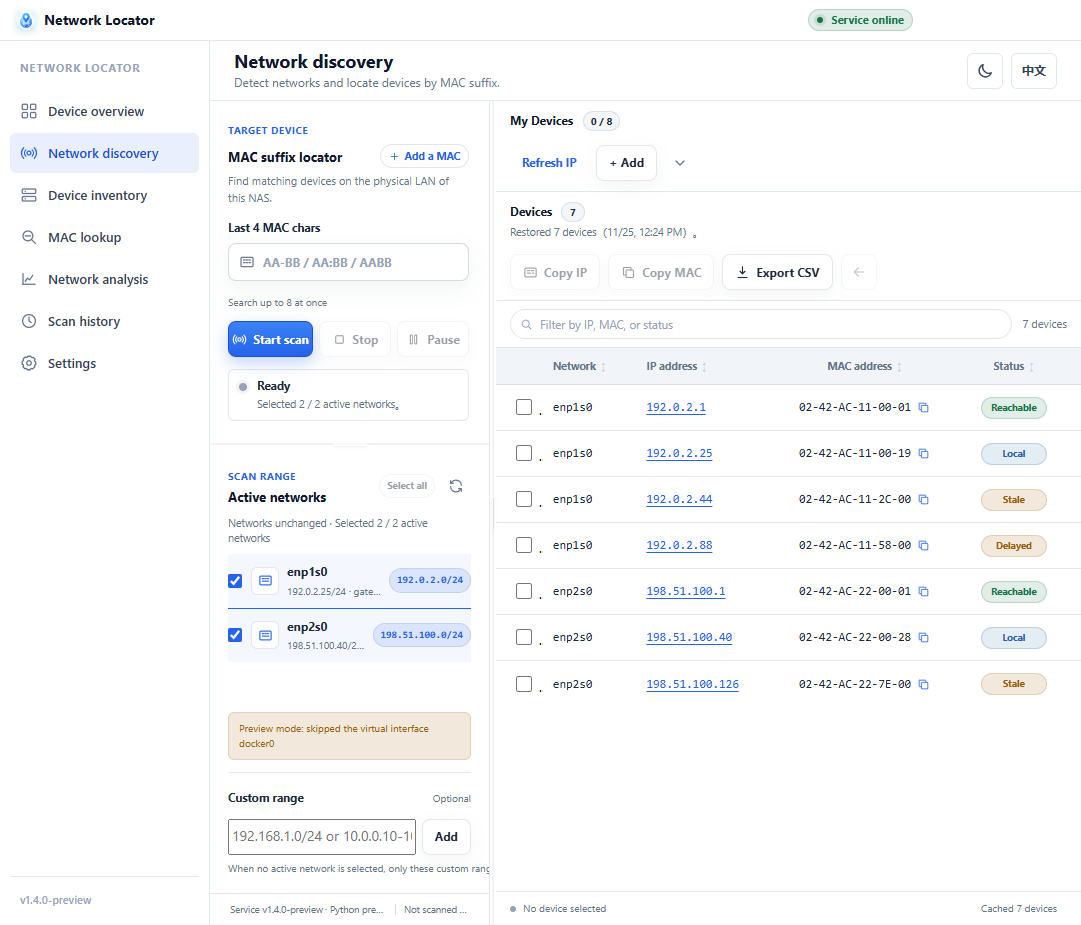 Network Locator
Service online
NETWORK LOCATOR
Device overview
Network discovery
Device inventory
MAC lookup
Network analysis
Scan history
Settings
v1.4.0-preview
Network discovery
Detect networks and locate devices by MAC suffix.
中文
TARGET DEVICE
MAC suffix locator
+ Add a MAC
Find matching devices on the physical LAN of
this NAS.
Last 4 MAC chars
AA-BB / AA:BB / AABB
Search up to 8 at once
Start scan
Stop
Pause
Ready
Selected 2 / 2 active networks。
SCAN RANGE
Active networks
Select all
Networks unchanged · Selected 2 / 2 active
networks
enp1s0
192.0.2.25/24 · gate...
192.0.2.0/24
enp2s0
198.51.100.40/2...
198.51.100.0/24
Preview mode: skipped the virtual interface
docker0
Custom range
Optional
192.168.1.0/24 or 10.0.0.10-1
Add
When no active network is selected, only these custom rang
Service v1.4.0-preview · Python pre...
Not scanned ...
My Devices 0 / 8
Refresh IP
+ Add
Devices 7
Restored 7 devices (11/25, 12:24 PM) 。
Copy IP
Copy MAC
Export CSV
←
Filter by IP, MAC, or status
7 devices
Network IP address MAC address Status
enp1s0 192.0.2.1 02-42-AC-11-00-01 Reachable
enp1s0 192.0.2.25 02-42-AC-11-00-19 Local
enp1s0 192.0.2.44 02-42-AC-11-2C-00 Stale
enp1s0 192.0.2.88 02-42-AC-11-58-00 Delayed
enp2s0 198.51.100.1 02-42-AC-22-00-01 Reachable
enp2s0 198.51.100.40 02-42-AC-22-00-28 Local
enp2s0 198.51.100.126 02-42-AC-22-7E-00 Stale
No device selected
Cached 7 devices